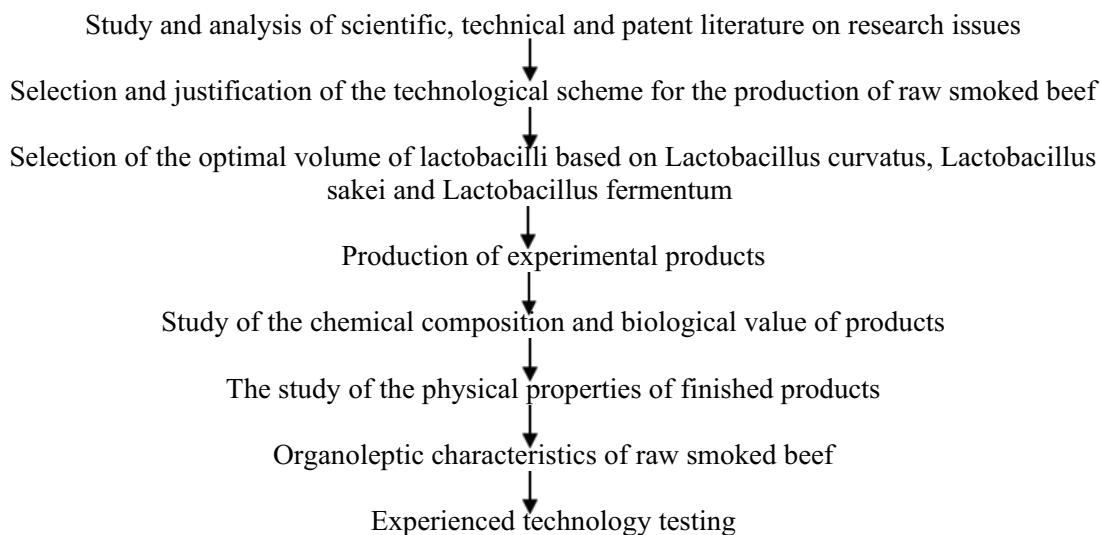 Study and analysis of scientific, technical and patent literature on research issues
Selection and justification of the technological scheme for the production of raw smoked beef
Selection of the optimal volume of lactobacilli based on Lactobacillus curvatus, Lactobacillus
sakei and Lactobacillus fermentum
Production of experimental products
Study of the chemical composition and biological value of products
The study of the physical properties of finished products
Organoleptic characteristics of raw smoked beef
Experienced technology testing